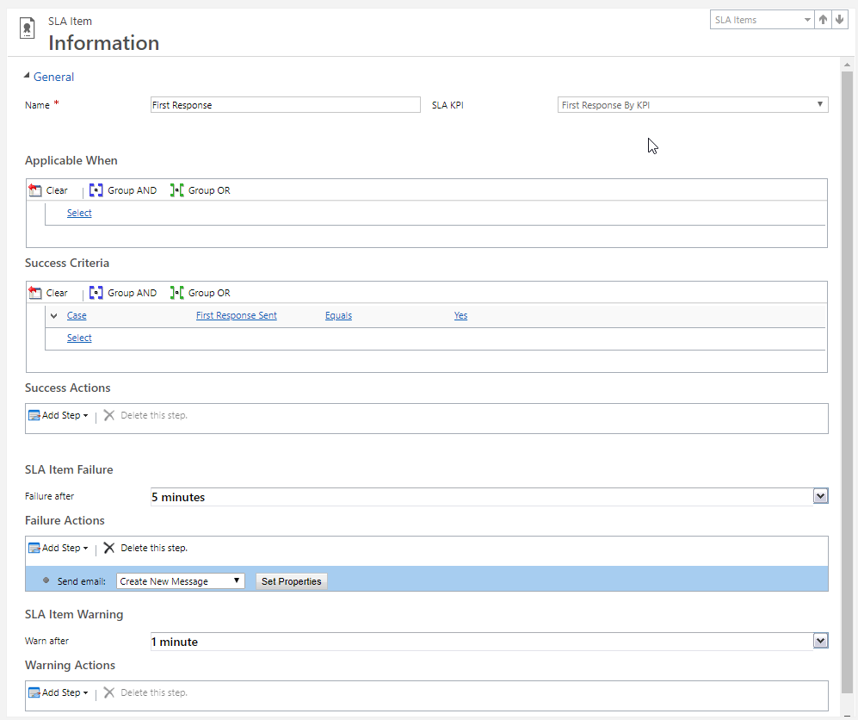 SLA Item
Information
SLA Items
General
Name * First Response SLA KPI First Response By KPI
Applicable When
Clear Group AND Group OR
Select
Success Criteria
Clear Group AND Group OR
Case First Response Sent Equals Yes
Select
Success Actions
Add Step Delete this step.
SLA Item Failure
Failure after 5 minutes
Failure Actions
Add Step Delete this step.
Send email: Create New Message Set Properties
SLA Item Warning
Warn after 1 minute
Warning Actions
Add Step Delete this step.